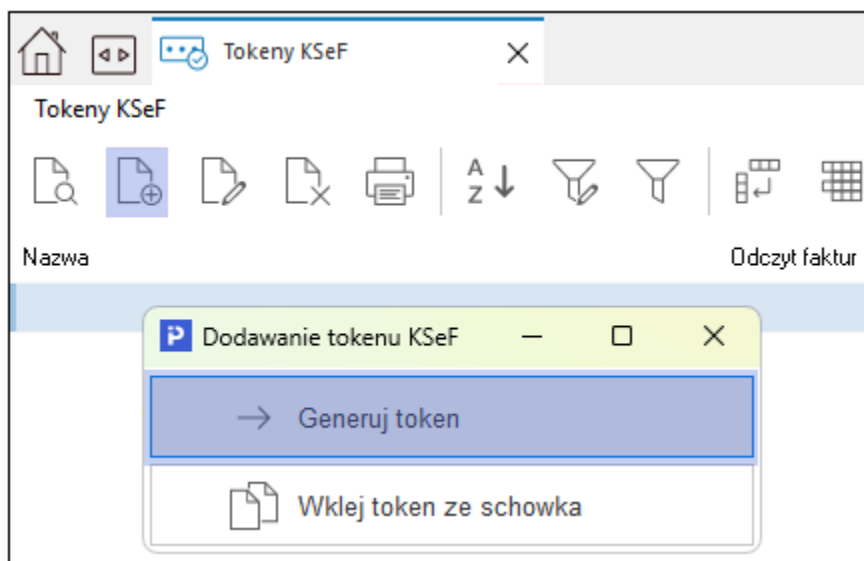 Tokeny KSeF
Tokeny KSeF
A
Z
Nazwa Odczyt faktur
Dodawanie tokenu KSeF
Generuj token
Wklej token ze schowka